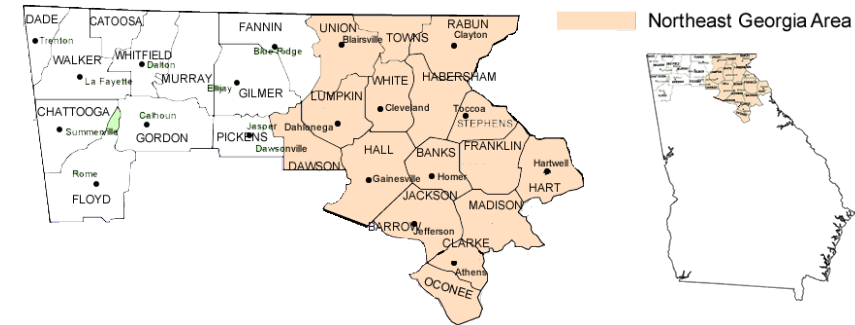 Northeast Georgia Area
DADE
CATOOSA
FANNIN
UNION
RABUN
Trenton
Blairsville
TOWNS
Clayton
WALKER
WHITFIELD
Dalton
Blue Ridge
La Fayette
MURRAY
Ellijay
GILMER
WHITE
HABERSHAM
LUMPKIN
CHATTOOGA
Calhoun
Cleveland
Toccoa
Summerville
GORDON
PICKENS
Jasper
Dahlonega
STEPHENS
Dawsonville
HALL
BANKS
FRANKLIN
Rome
DAWSON
Gainesville
Homer
Hartwell
FLOYD
JACKSON
HART
MADISON
BARROW
Jefferson
CLARKE
Athens
OCONEE